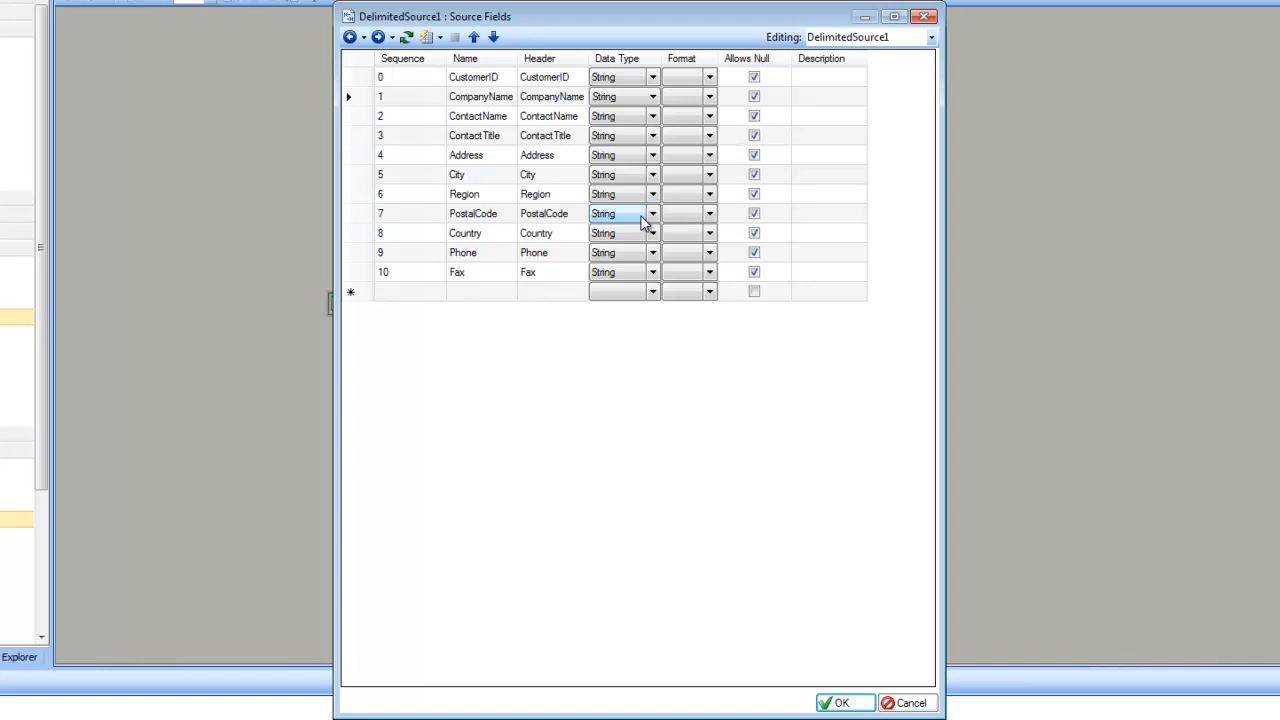 DelimitedSource1 : Source Fields
Editing: DelimitedSource1
Sequence Name Header Data Type Format Allows Null Description
0 CustomerID CustomerID String
1 CompanyName CompanyName String
2 ContactName ContactName String
3 ContactTitle ContactTitle String
4 Address Address String
5 City City String
6 Region Region String
7 PostalCode PostalCode String
8 Country Country String
9 Phone Phone String
10 Fax Fax String
Explorer
OK Cancel